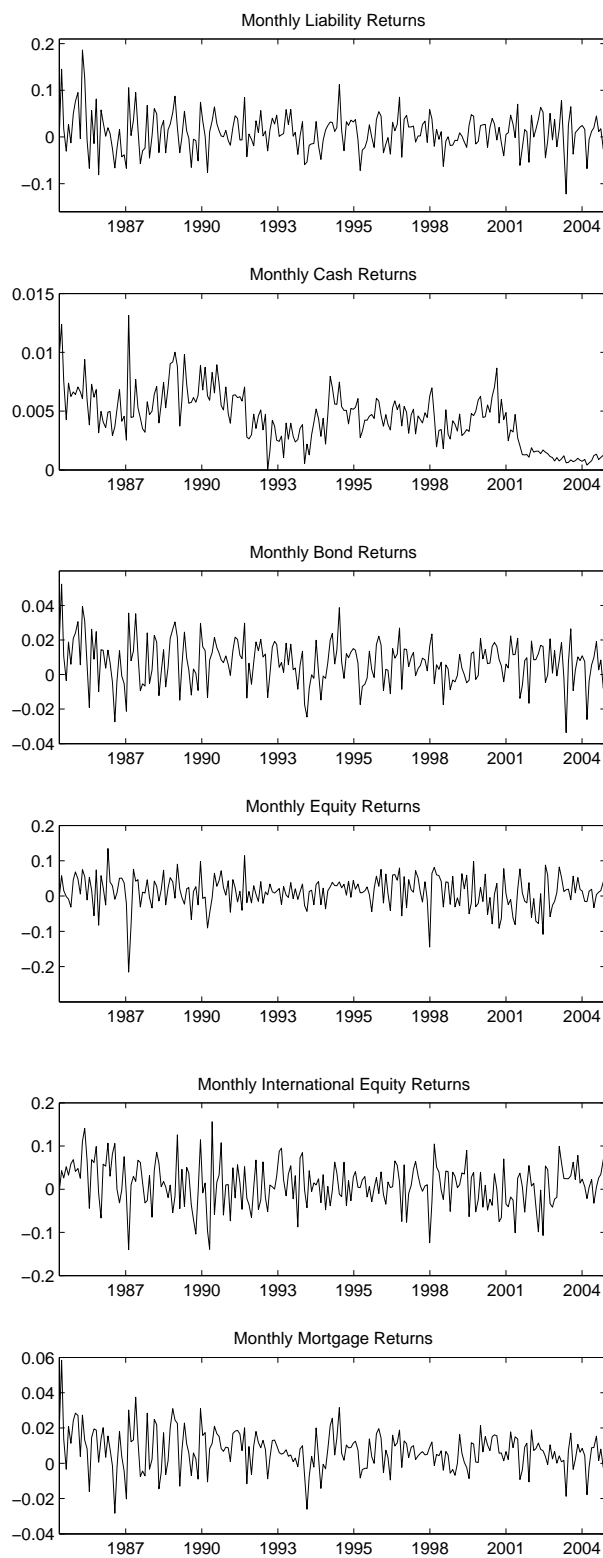 Monthly Liability Returns
0.2
0.1
0
−0.1
1987 1990 1993 1995 1998 2001 2004
Monthly Cash Returns
0.015
0.01
0.005
0
1987 1990 1993 1995 1998 2001 2004
Monthly Bond Returns
0.04
0.02
0
−0.02
−0.04
1987 1990 1993 1995 1998 2001 2004
Monthly Equity Returns
0.2
0.1
0
−0.1
−0.2
1987 1990 1993 1995 1998 2001 2004
Monthly International Equity Returns
0.2
0.1
0
−0.1
−0.2
1987 1990 1993 1995 1998 2001 2004
Monthly Mortgage Returns
0.06
0.04
0.02
0
−0.02
−0.04
1987 1990 1993 1995 1998 2001 2004